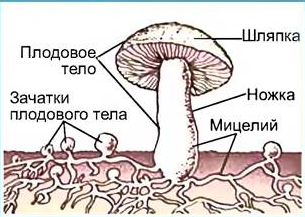 Шляпка
Плодовое
тело
Ножка
Зачатки
плодового тела
Мицелий